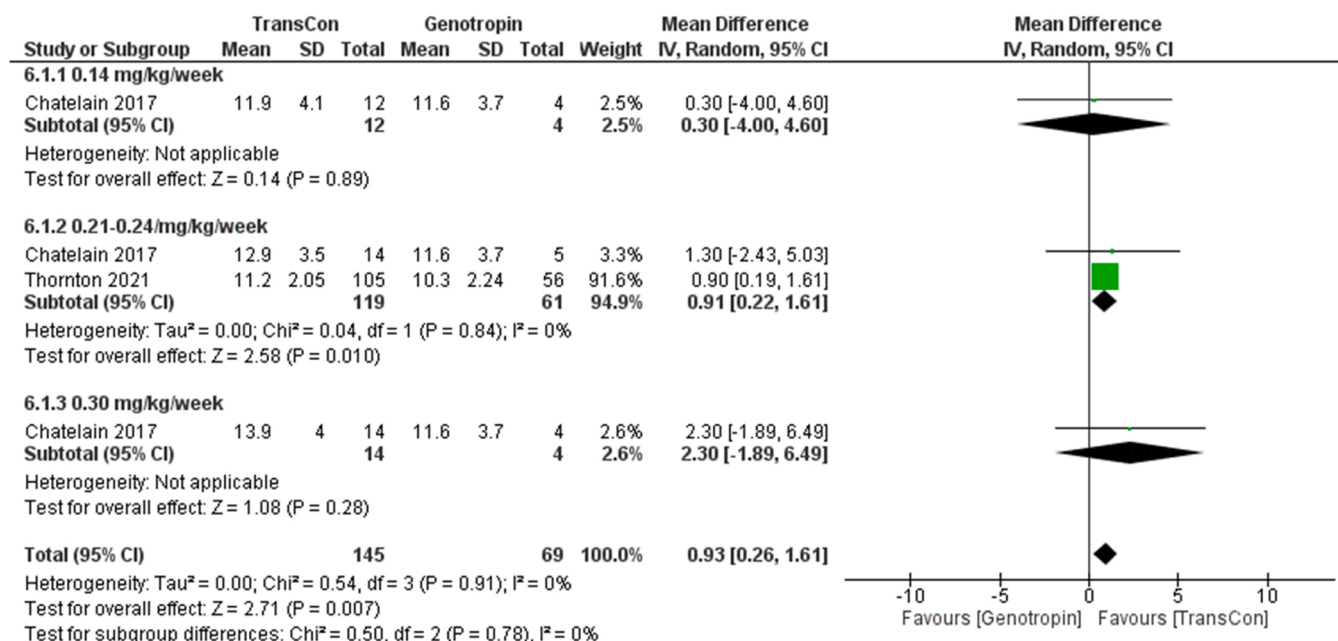 TransCon Genotropin Mean Difference Mean Difference
Study or Subgroup Mean SD Total Mean SD Total Weight IV, Random, 95% CI IV, Random, 95% CI
6.1.1 0.14 mg/kg/week
Chatelain 2017 11.9 4.1 12 11.6 3.7 4 2.5% 0.30 [-4.00, 4.60]
Subtotal (95% CI) 12 4 2.5% 0.30 [-4.00, 4.60]
Heterogeneity: Not applicable
Test for overall effect: Z = 0.14 (P = 0.89)
6.1.2 0.21-0.24/mg/kg/week
Chatelain 2017 12.9 3.5 14 11.6 3.7 5 3.3% 1.30 [-2.43, 5.03]
Thornton 2021 11.2 2.05 105 10.3 2.24 56 91.6% 0.90 [0.19, 1.61]
Subtotal (95% CI) 119 61 94.9% 0.91 [0.22, 1.61]
Heterogeneity: Tau² = 0.00; Chi² = 0.04, df = 1 (P = 0.84); I² = 0%
Test for overall effect: Z = 2.58 (P = 0.010)
6.1.3 0.30 mg/kg/week
Chatelain 2017 13.9 4 14 11.6 3.7 4 2.6% 2.30 [-1.89, 6.49]
Subtotal (95% CI) 14 4 2.6% 2.30 [-1.89, 6.49]
Heterogeneity: Not applicable
Test for overall effect: Z = 1.08 (P = 0.28)
Total (95% CI) 145 69 100.0% 0.93 [0.26, 1.61]
Heterogeneity: Tau² = 0.00; Chi² = 0.54, df = 3 (P = 0.91); I² = 0%
Test for overall effect: Z = 2.71 (P = 0.007)
Test for subgroup differences: Chi² = 0.50, df = 2 (P = 0.78), I² = 0%
-10 -5 0 5 10
Favours [Genotropin] Favours [TransCon]